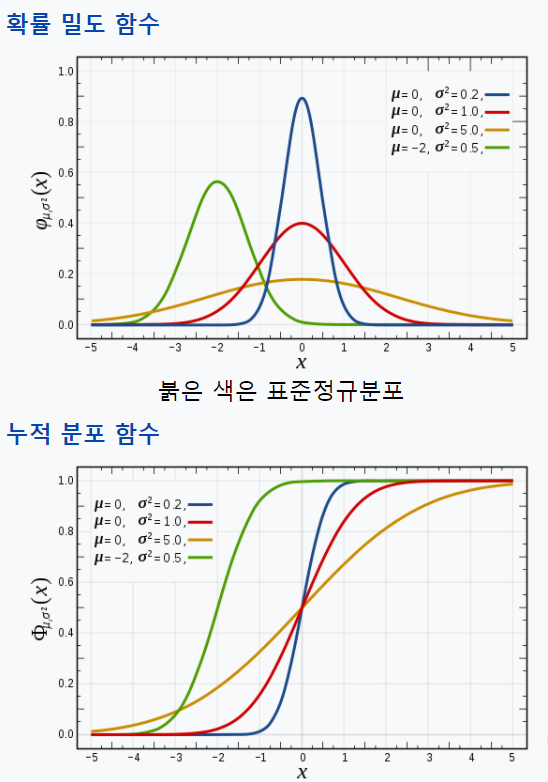 확률 밀도 함수
1.0
μ= 0, σ²= 0.2,
μ= 0, σ²= 1.0,
0.8
μ= 0, σ²= 5.0,
μ= −2, σ²= 0.5,
0.6
φμ,σ²(x)
0.4
0.2
0.0
−5 −4 −3 −2 −1 0 1 2 3 4 5
x
붉은 색은 표준정규분포
누적 분포 함수
1.0
μ= 0, σ²= 0.2,
μ= 0, σ²= 1.0,
0.8
μ= 0, σ²= 5.0,
μ= −2, σ²= 0.5,
0.6
Φμ,σ²(x)
0.4
0.2
0.0
−5 −4 −3 −2 −1 0 1 2 3 4 5
x